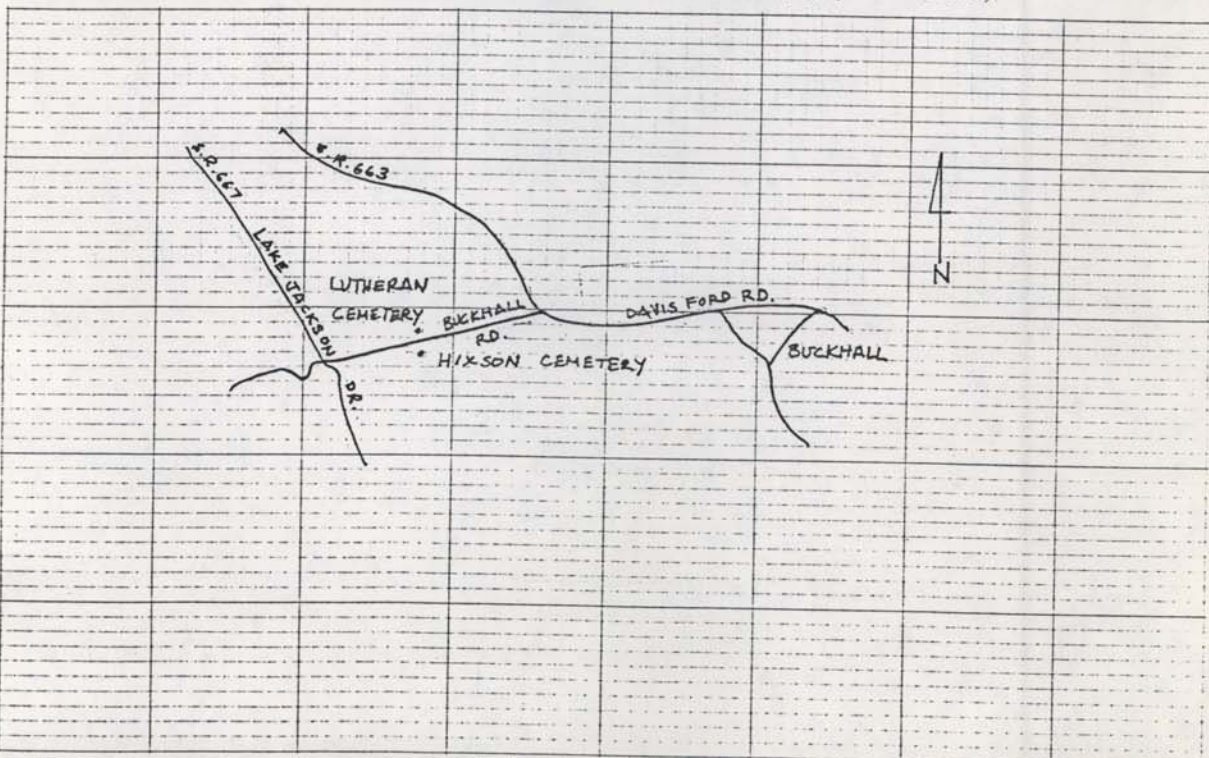 S.R. 663
S.R. 667
LAKE JACKSON
DR.
LUTHERAN
CEMETERY
BUCKHALL
RD.
HIXSON CEMETERY
DAVIS FORD RD.
BUCKHALL
N